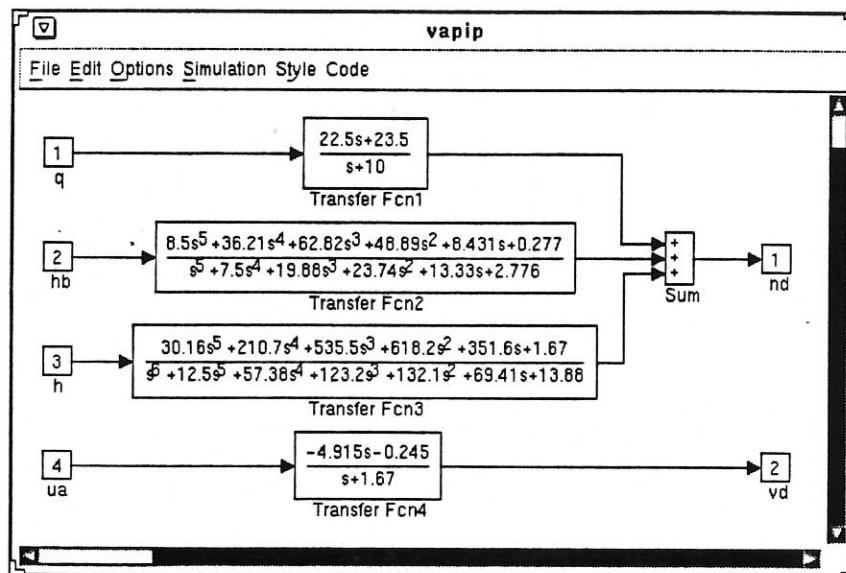 vapip
File Edit Options Simulation Style Code
1
q
22.5s+23.5
s+10
Transfer Fcn1
2
hb
8.5s⁵+36.21s⁴+62.82s³+48.89s²+8.431s+0.277
s⁵+7.5s⁴+19.88s³+23.74s²+13.33s+2.776
Transfer Fcn2
+
+
+
Sum
1
nd
3
h
30.16s⁵+210.7s⁴+535.5s³+618.2s²+351.6s+1.67
s⁶+12.5s⁵+57.38s⁴+123.2s³+132.1s²+69.41s+13.88
Transfer Fcn3
4
ua
-4.915s-0.245
s+1.67
Transfer Fcn4
2
vd